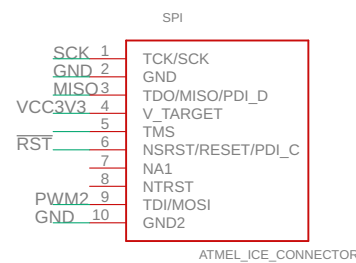 SPI
SCK 1 TCK/SCK
GND 2 GND
MISO 3 TDO/MISO/PDI_D
VCC3V3 4 V_TARGET
5 TMS
RST 6 NSRST/RESET/PDI_C
7 NA1
8 NTRST
PWM2 9 TDI/MOSI
GND 10 GND2
ATMEL_ICE_CONNECTOR